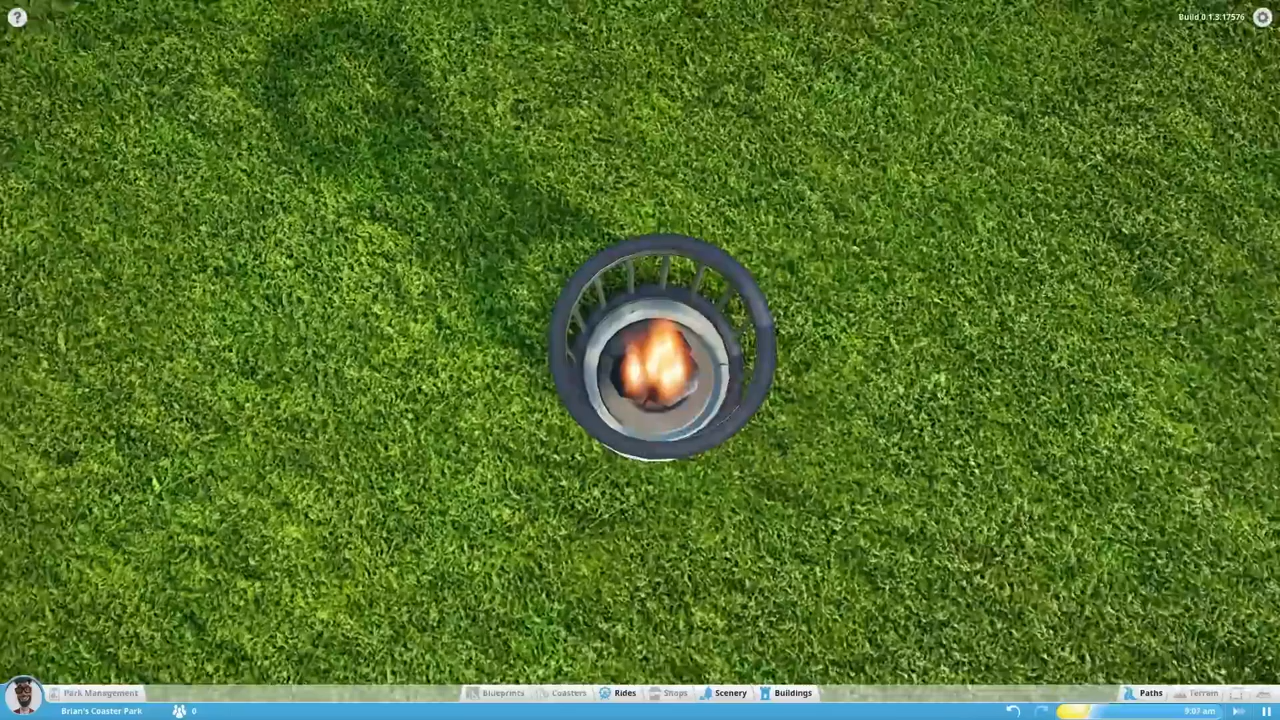 ?
Build 0.1.3.17576
Park Management
Blueprints
Coasters
Rides
Shops
Scenery
Buildings
Paths
Terrain
Brian's Coaster Park
0
9:07 am